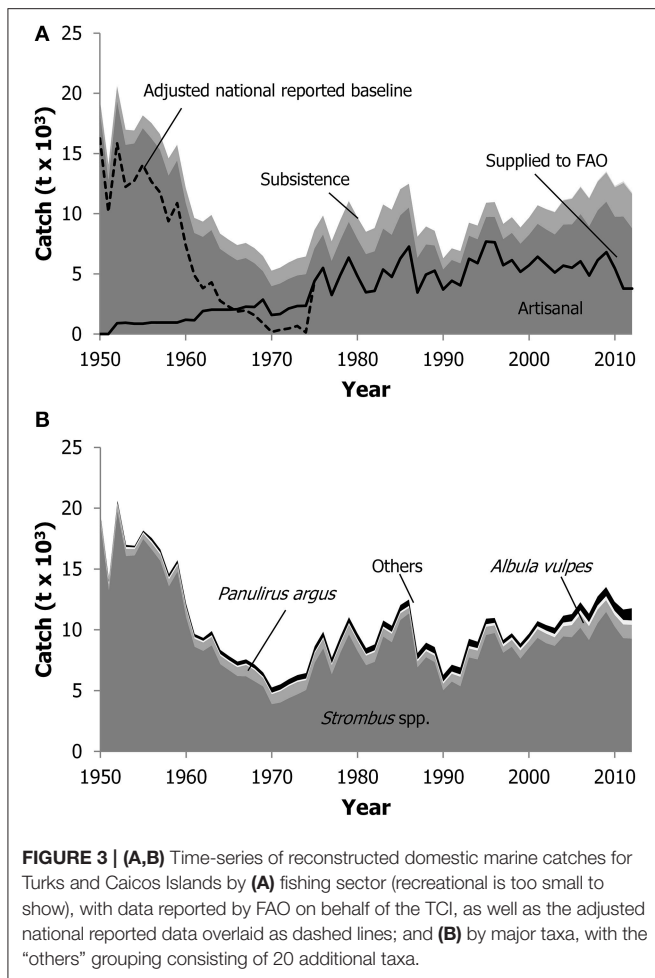 A
25
20
15
10
5
0
Catch (t x 10³)
Adjusted national reported baseline
Subsistence
Supplied to FAO
Artisanal
1950 1960 1970 1980 1990 2000 2010
Year
B
25
20
15
10
5
0
Catch (t x 10³)
Panulirus argus
Others
Albula vulpes
Strombus spp.
1950 1960 1970 1980 1990 2000 2010
Year
FIGURE 3 | (A,B) Time-series of reconstructed domestic marine catches for
Turks and Caicos Islands by (A) fishing sector (recreational is too small to
show), with data reported by FAO on behalf of the TCI, as well as the adjusted
national reported data overlaid as dashed lines; and (B) by major taxa, with the
“others” grouping consisting of 20 additional taxa.